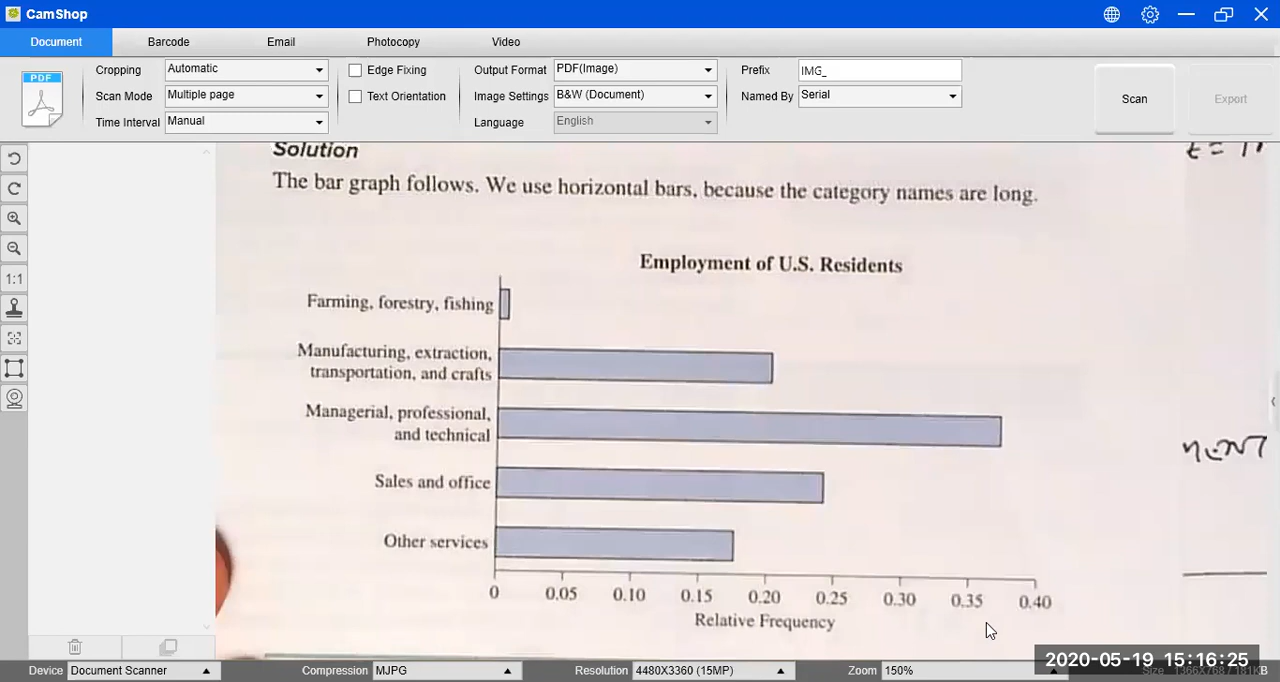 CamShop
Document Barcode Email Photocopy Video
PDF
Cropping Automatic
Scan Mode Multiple page
Time Interval Manual
Edge Fixing
Text Orientation
Output Format PDF(Image)
Image Settings B&W (Document)
Language English
Prefix IMG_
Named By Serial
Scan
Export
1:1
Solution
The bar graph follows. We use horizontal bars, because the category names are long.
Employment of U.S. Residents
Farming, forestry, fishing
Manufacturing, extraction,
transportation, and crafts
Managerial, professional,
and technical
Sales and office
Other services
0 0.05 0.10 0.15 0.20 0.25 0.30 0.35 0.40
Relative Frequency
Device Document Scanner Compression MJPG Resolution 4480X3360 (15MP) Zoom 150%
2020-05-19 15:16:25